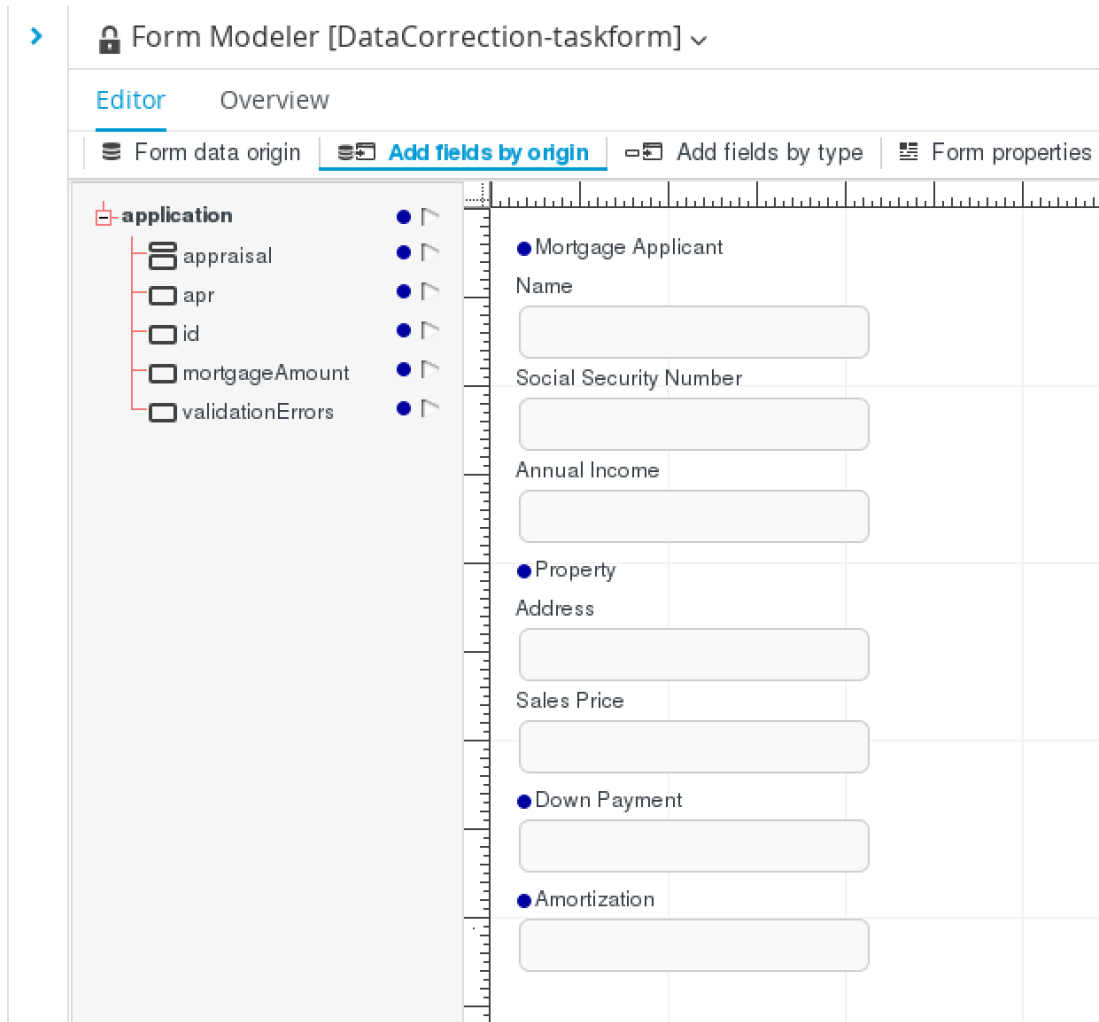 Form Modeler [DataCorrection-taskform]
Editor Overview
Form data origin Add fields by origin Add fields by type Form properties
application
appraisal
apr
id
mortgageAmount
validationErrors
Mortgage Applicant
Name
Social Security Number
Annual Income
Property
Address
Sales Price
Down Payment
Amortization